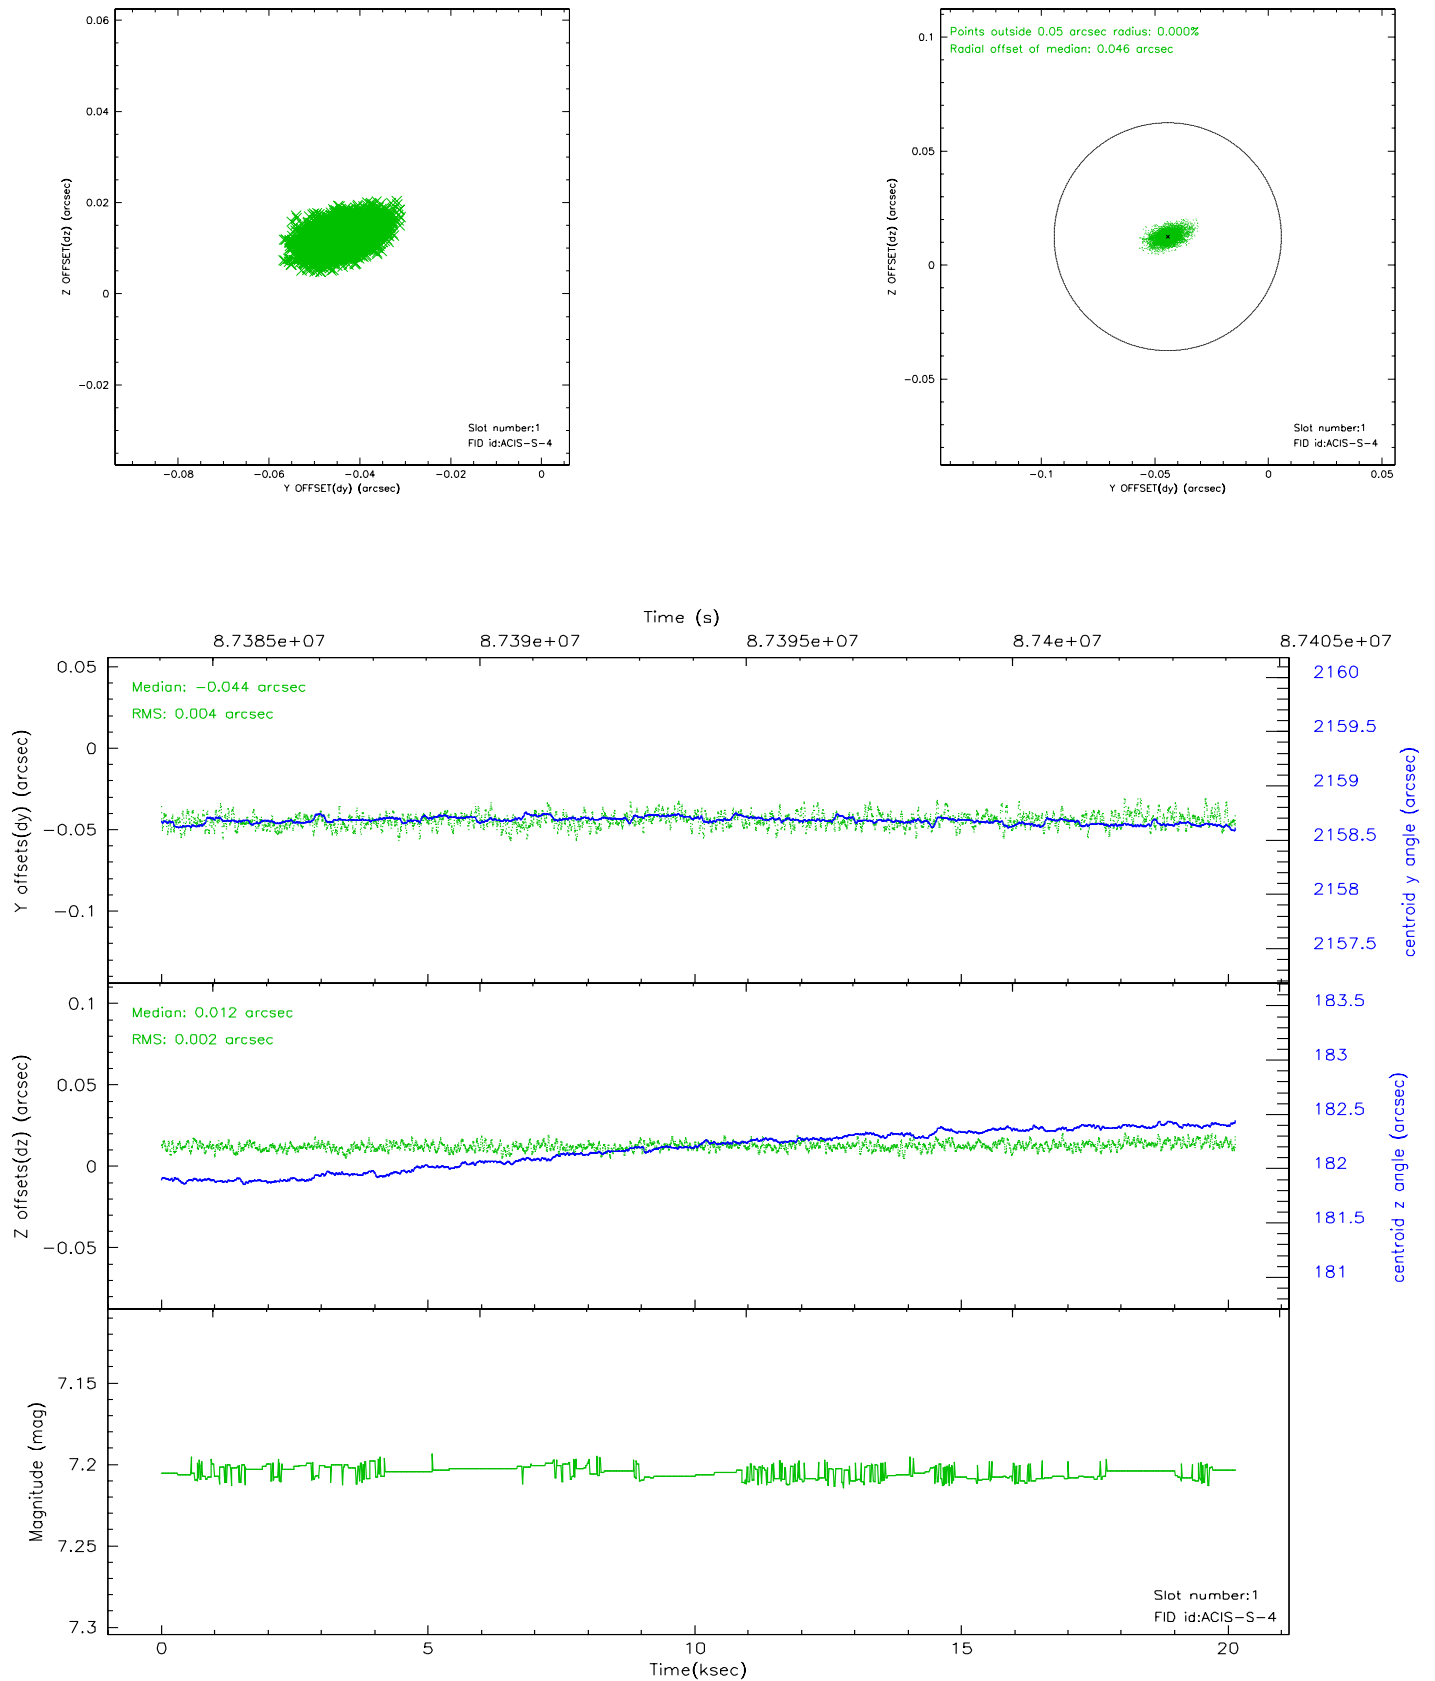 0.06
0.04
0.02
0
−0.02
Z OFFSET(dz) (arcsec)
Slot number:1
FID id:ACIS−S−4
−0.08
−0.06
−0.04
−0.02
0
Y OFFSET(dy) (arcsec)
Points outside 0.05 arcsec radius: 0.000%
Radial offset of median: 0.046 arcsec
0.1
0.05
0
−0.05
Z OFFSET(dz) (arcsec)
Slot number:1
FID id:ACIS−S−4
−0.1
−0.05
0
0.05
Y OFFSET(dy) (arcsec)
Time (s)
8.7385e+07
8.739e+07
8.7395e+07
8.74e+07
8.7405e+07
Median: −0.044 arcsec
RMS: 0.004 arcsec
0.05
0
−0.05
−0.1
Y offsets(dy) (arcsec)
2160
2159.5
2159
2158.5
2158
2157.5
centroid y angle (arcsec)
Median: 0.012 arcsec
RMS: 0.002 arcsec
0.1
0.05
0
−0.05
Z offsets(dz) (arcsec)
183.5
183
182.5
182
181.5
181
centroid z angle (arcsec)
7.15
7.2
7.25
7.3
Magnitude (mag)
Slot number:1
FID id:ACIS−S−4
0
5
10
15
20
Time(ksec)